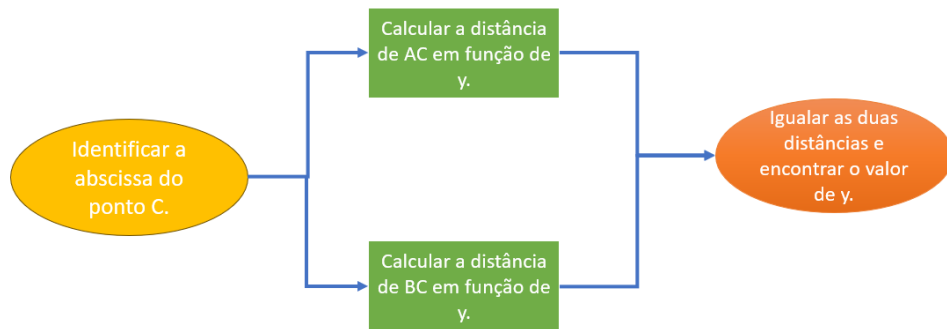 Identificar a
abscissa do
ponto C.
Calcular a distância
de AC em função de
y.
Calcular a distância
de BC em função de
y.
Igualar as duas
distâncias e
encontrar o valor
de y.